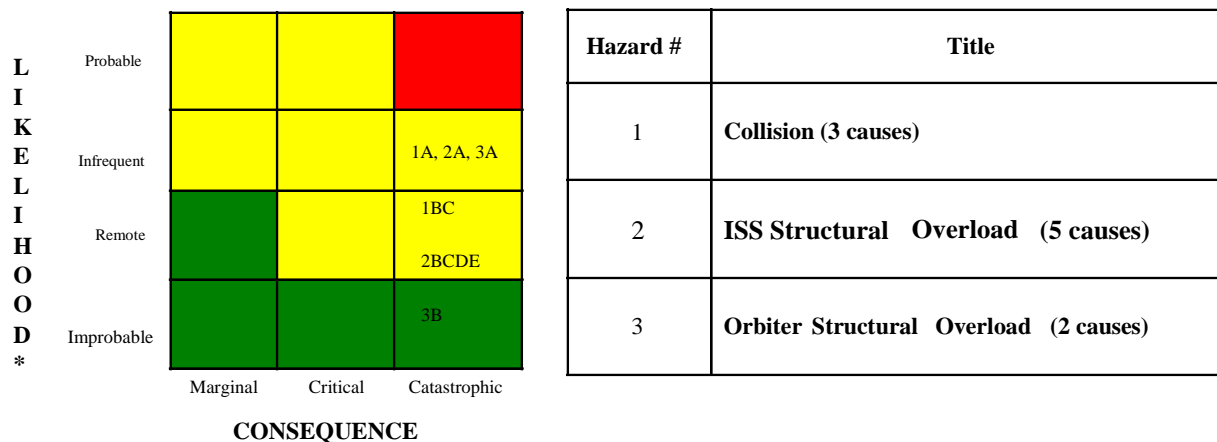 LIKELIHOOD*
Probable
Infrequent
1A, 2A, 3A
Remote
1BC
2BCDE
Improbable
3B
Marginal Critical Catastrophic
CONSEQUENCE
Hazard # Title
1 Collision (3 causes)
2 ISS Structural Overload (5 causes)
3 Orbiter Structural Overload (2 causes)